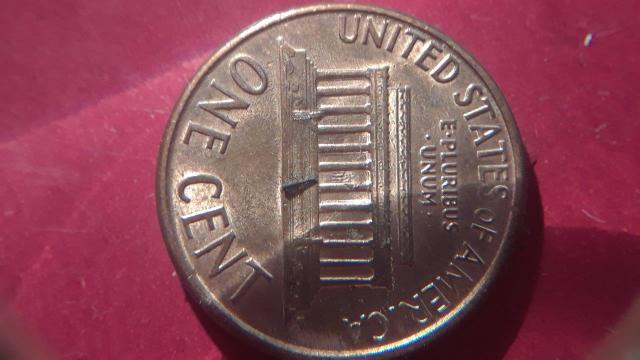 UNITED STATES OF AMERICA
E·PLURIBUS
·UNUM·
ONE CENT